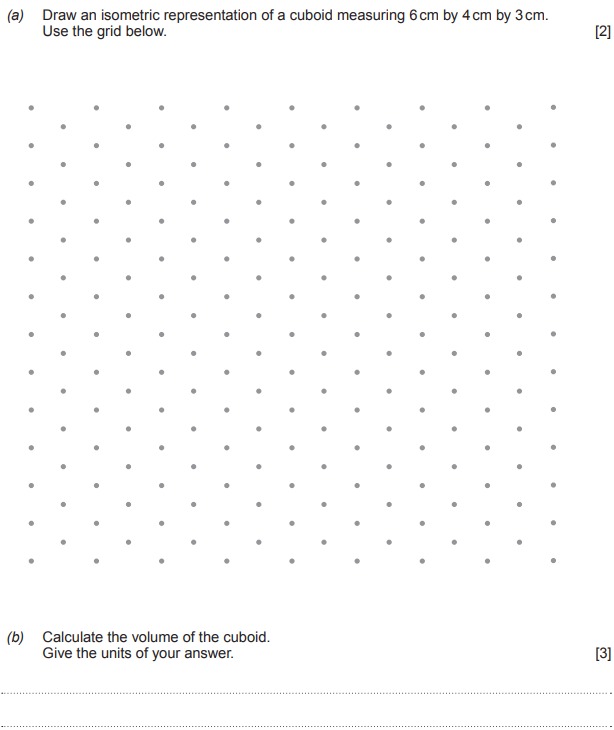 (a) Draw an isometric representation of a cuboid measuring 6 cm by 4 cm by 3 cm.
Use the grid below. [2]
(b) Calculate the volume of the cuboid.
Give the units of your answer. [3]